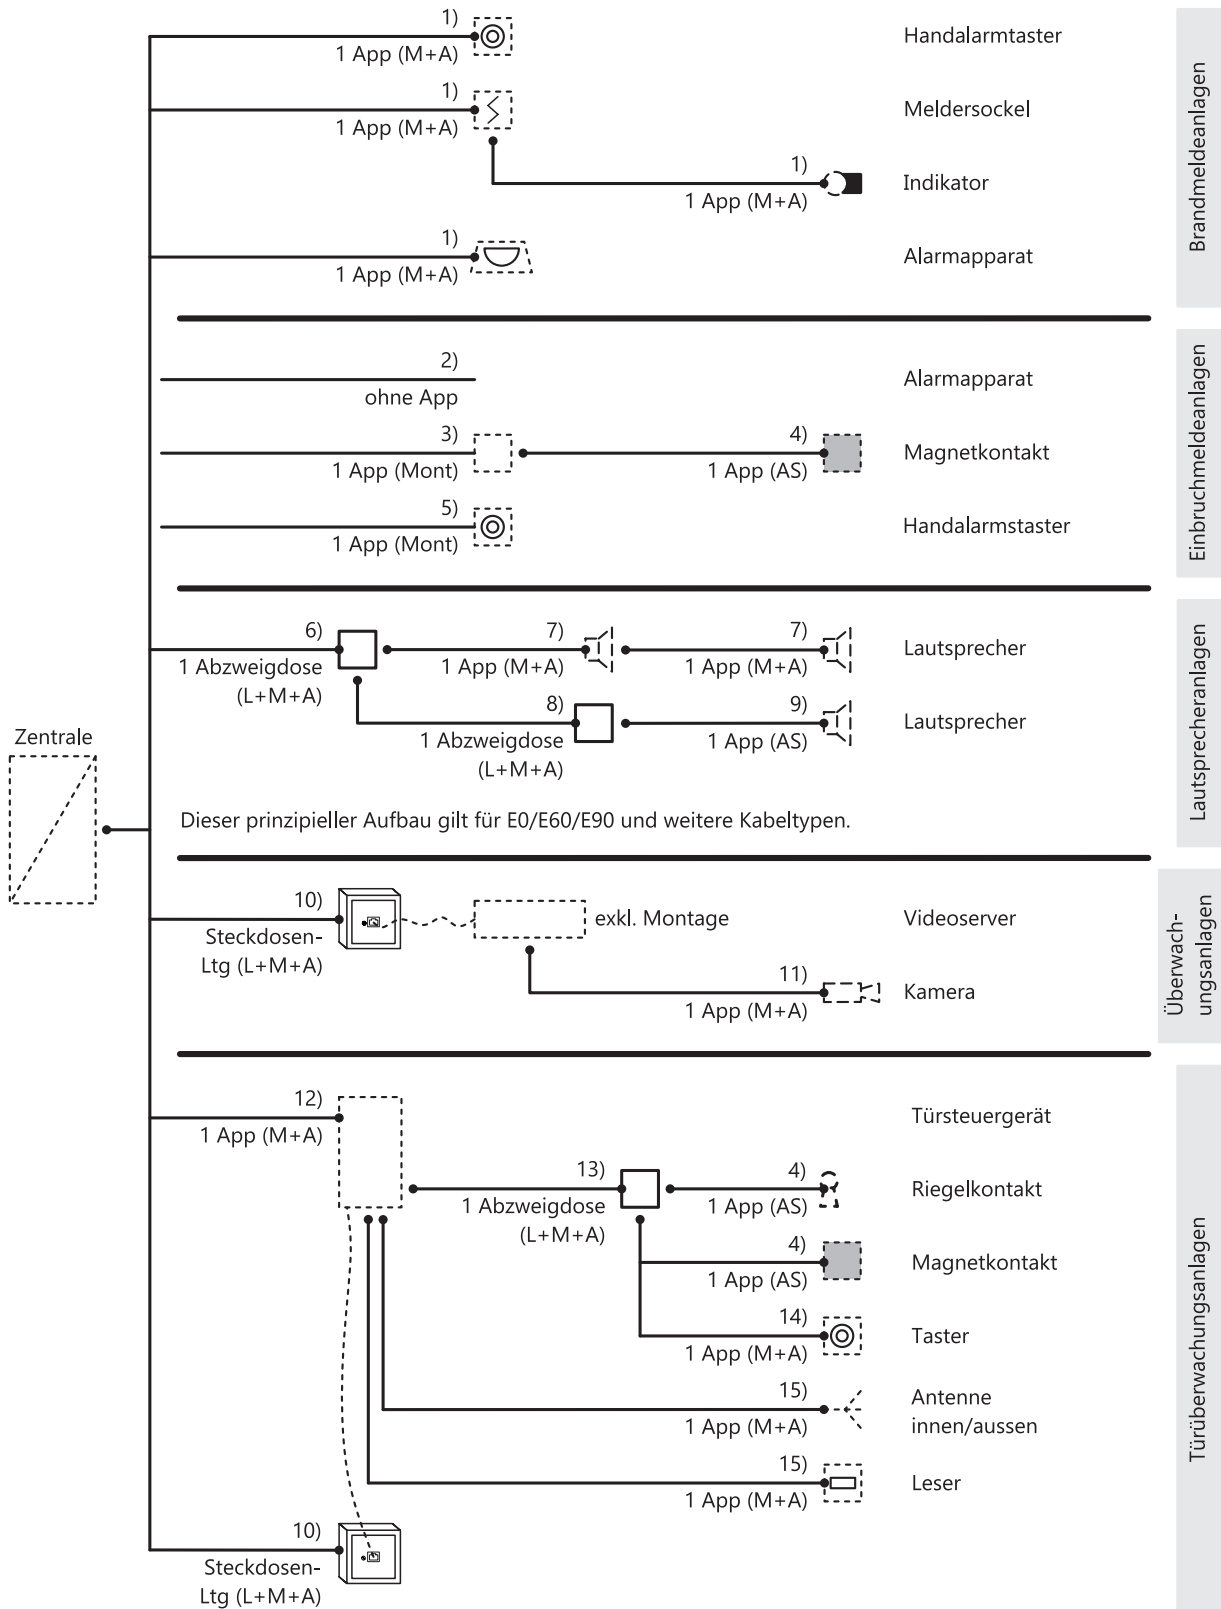 1)
1 App (M+A)
Handalarmtaster
1)
1 App (M+A)
Meldersockel
1)
1 App (M+A)
Indikator
1)
1 App (M+A)
Alarmapparat
Brandmeldeanlagen
2)
ohne App
Alarmapparat
3)
1 App (Mont)
4)
1 App (AS)
Magnetkontakt
5)
1 App (Mont)
Handalarmstaster
Einbruchmeldeanlagen
6)
1 Abzweigdose
(L+M+A)
7)
1 App (M+A)
7)
1 App (M+A)
Lautsprecher
8)
1 Abzweigdose
(L+M+A)
9)
1 App (AS)
Lautsprecher
Lautsprecheranlagen
Zentrale
Dieser prinzipieller Aufbau gilt für E0/E60/E90 und weitere Kabeltypen.
10)
Steckdosen-
Ltg (L+M+A)
exkl. Montage
Videoserver
11)
1 App (M+A)
Kamera
Überwach-
ungsanlagen
12)
1 App (M+A)
Türsteuergerät
13)
1 Abzweigdose
(L+M+A)
4)
1 App (AS)
Riegelkontakt
4)
1 App (AS)
Magnetkontakt
14)
1 App (M+A)
Taster
15)
1 App (M+A)
Antenne
innen/aussen
15)
1 App (M+A)
Leser
10)
Steckdosen-
Ltg (L+M+A)
Türüberwachungsanlagen